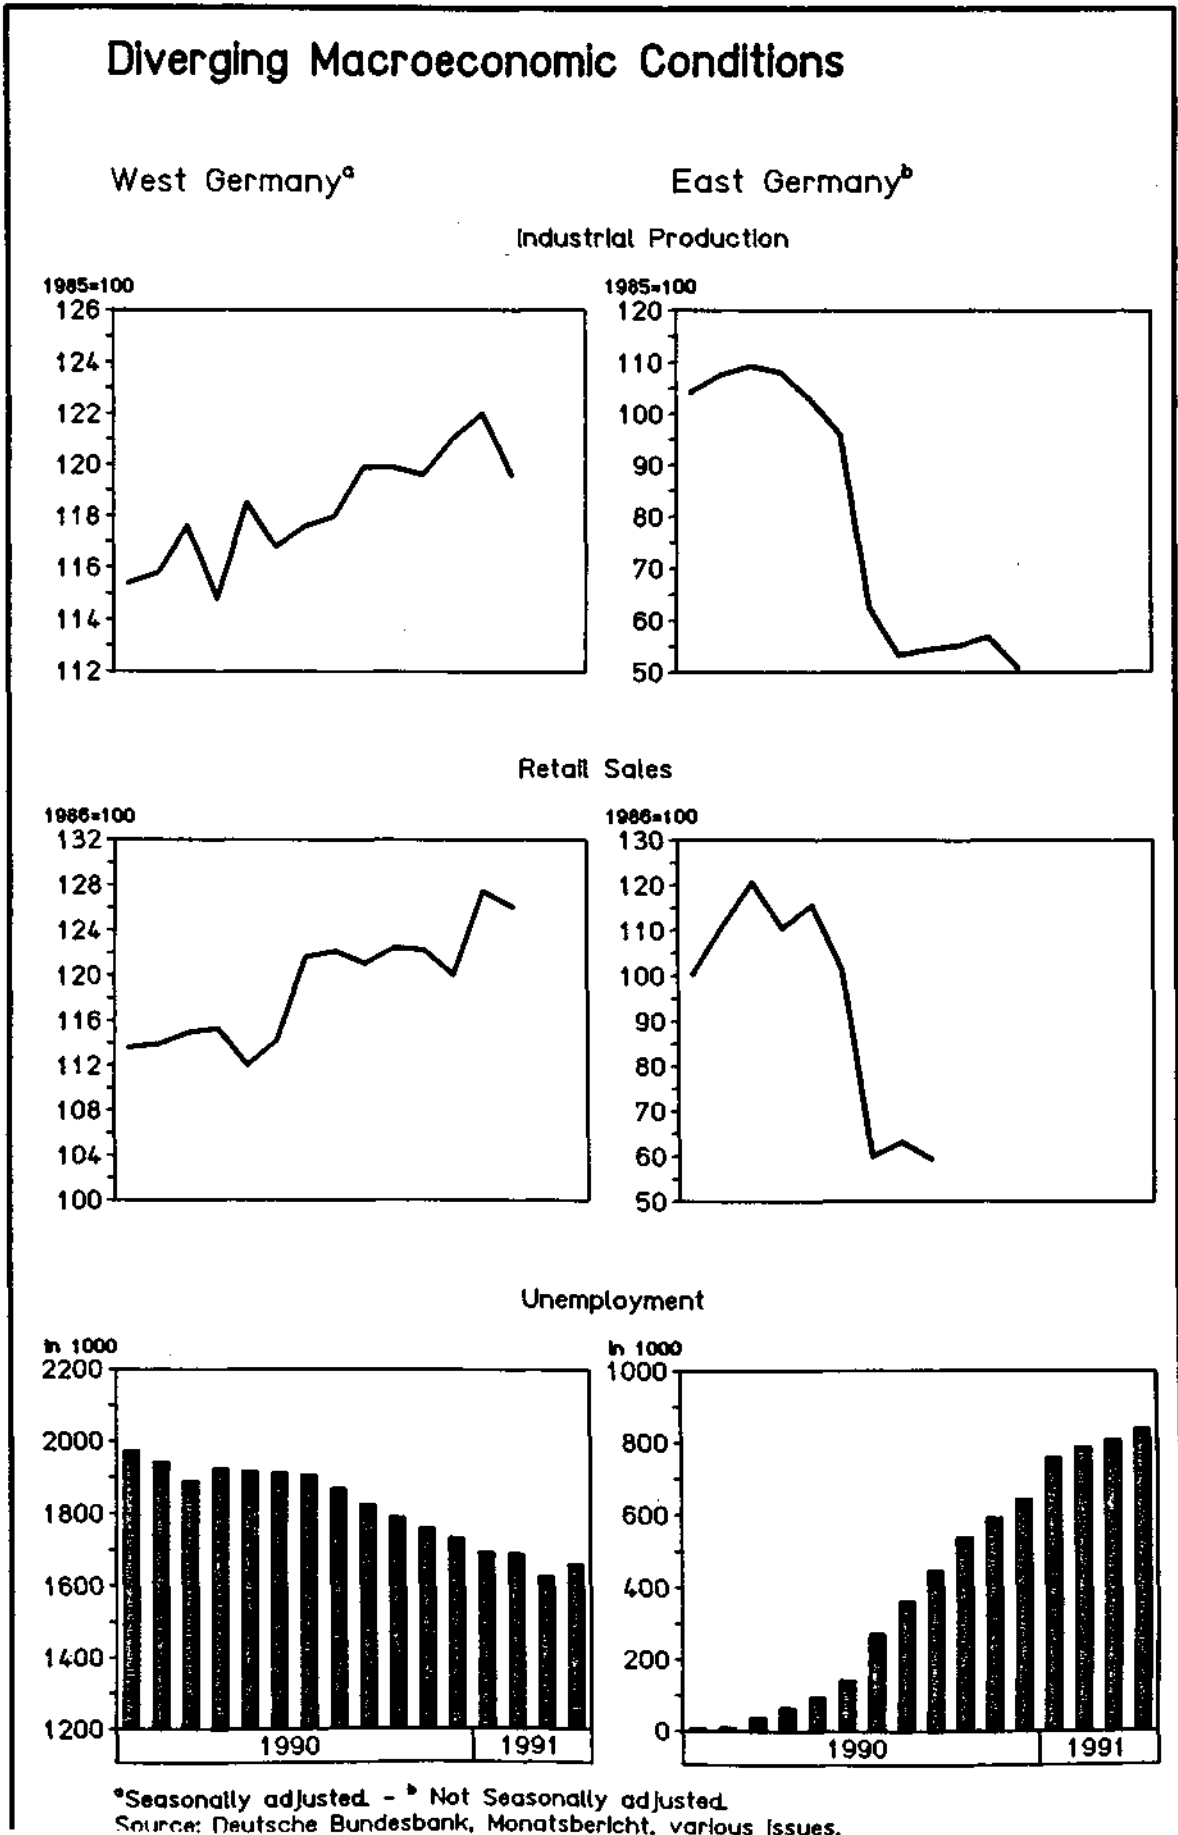 Diverging Macroeconomic Conditions
West Germanyᵃ East Germanyᵇ
Industrial Production
1985=100 1985=100
126 120
124 110
122 100
120 90
118 80
116 70
114 60
112 50
Retail Sales
1986=100 1986=100
132 130
128 120
124 110
120 100
116 90
112 80
108 70
104 60
100 50
Unemployment
in 1000 in 1000
2200 1000
2000 800
1800 600
1600 400
1400 200
1200 0
1990 1991 1990 1991
ᵃSeasonally adjusted. - ᵇ Not Seasonally adjusted.
Source: Deutsche Bundesbank, Monatsbericht, various issues.